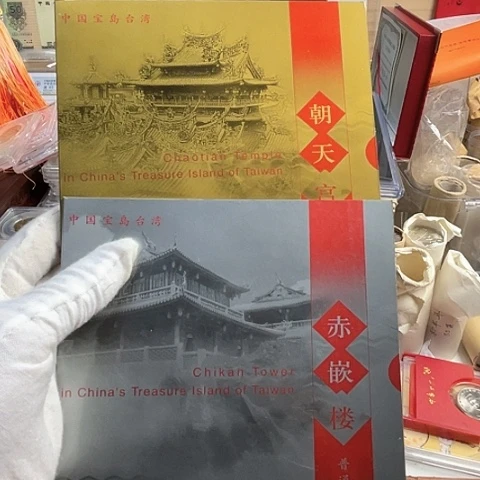 中国宝岛台湾
朝天宫
Chaotian Temple
in China's Treasure Island of Taiwan
中国宝岛台湾
赤嵌楼
Chikan Tower
in China's Treasure Island of Taiwan
普